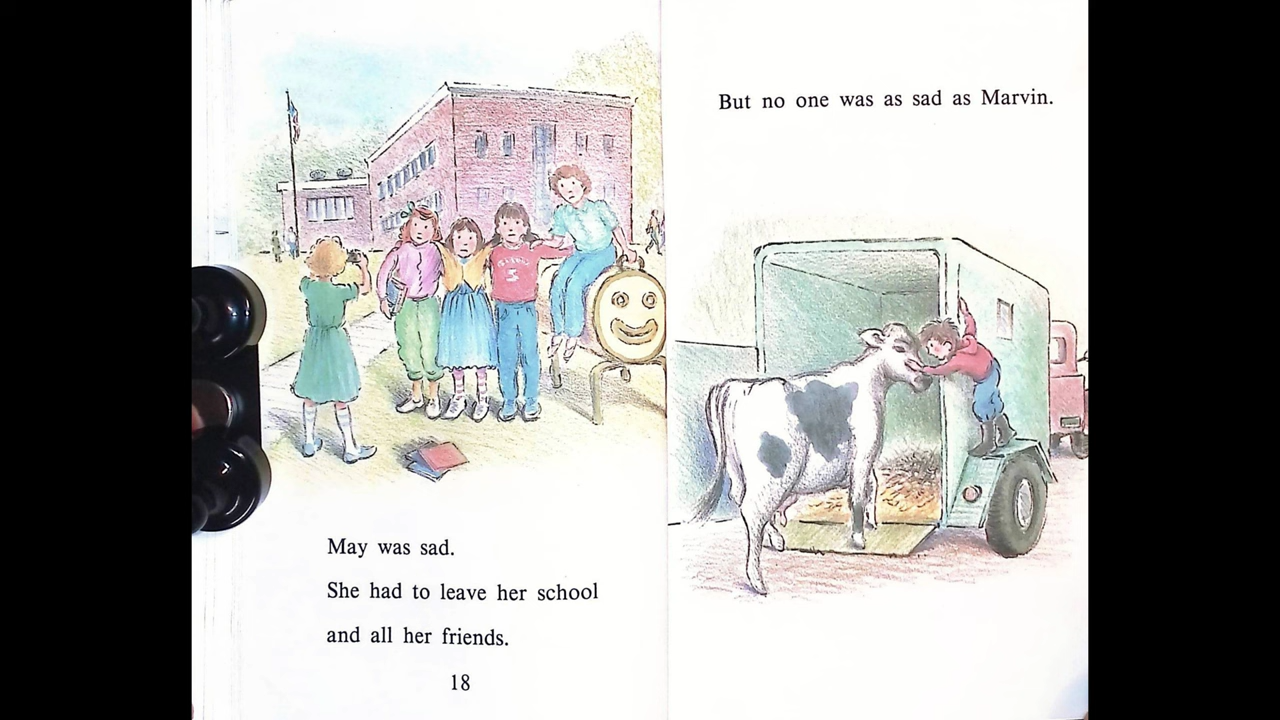 May was sad.
She had to leave her school
and all her friends.
18
But no one was as sad as Marvin.